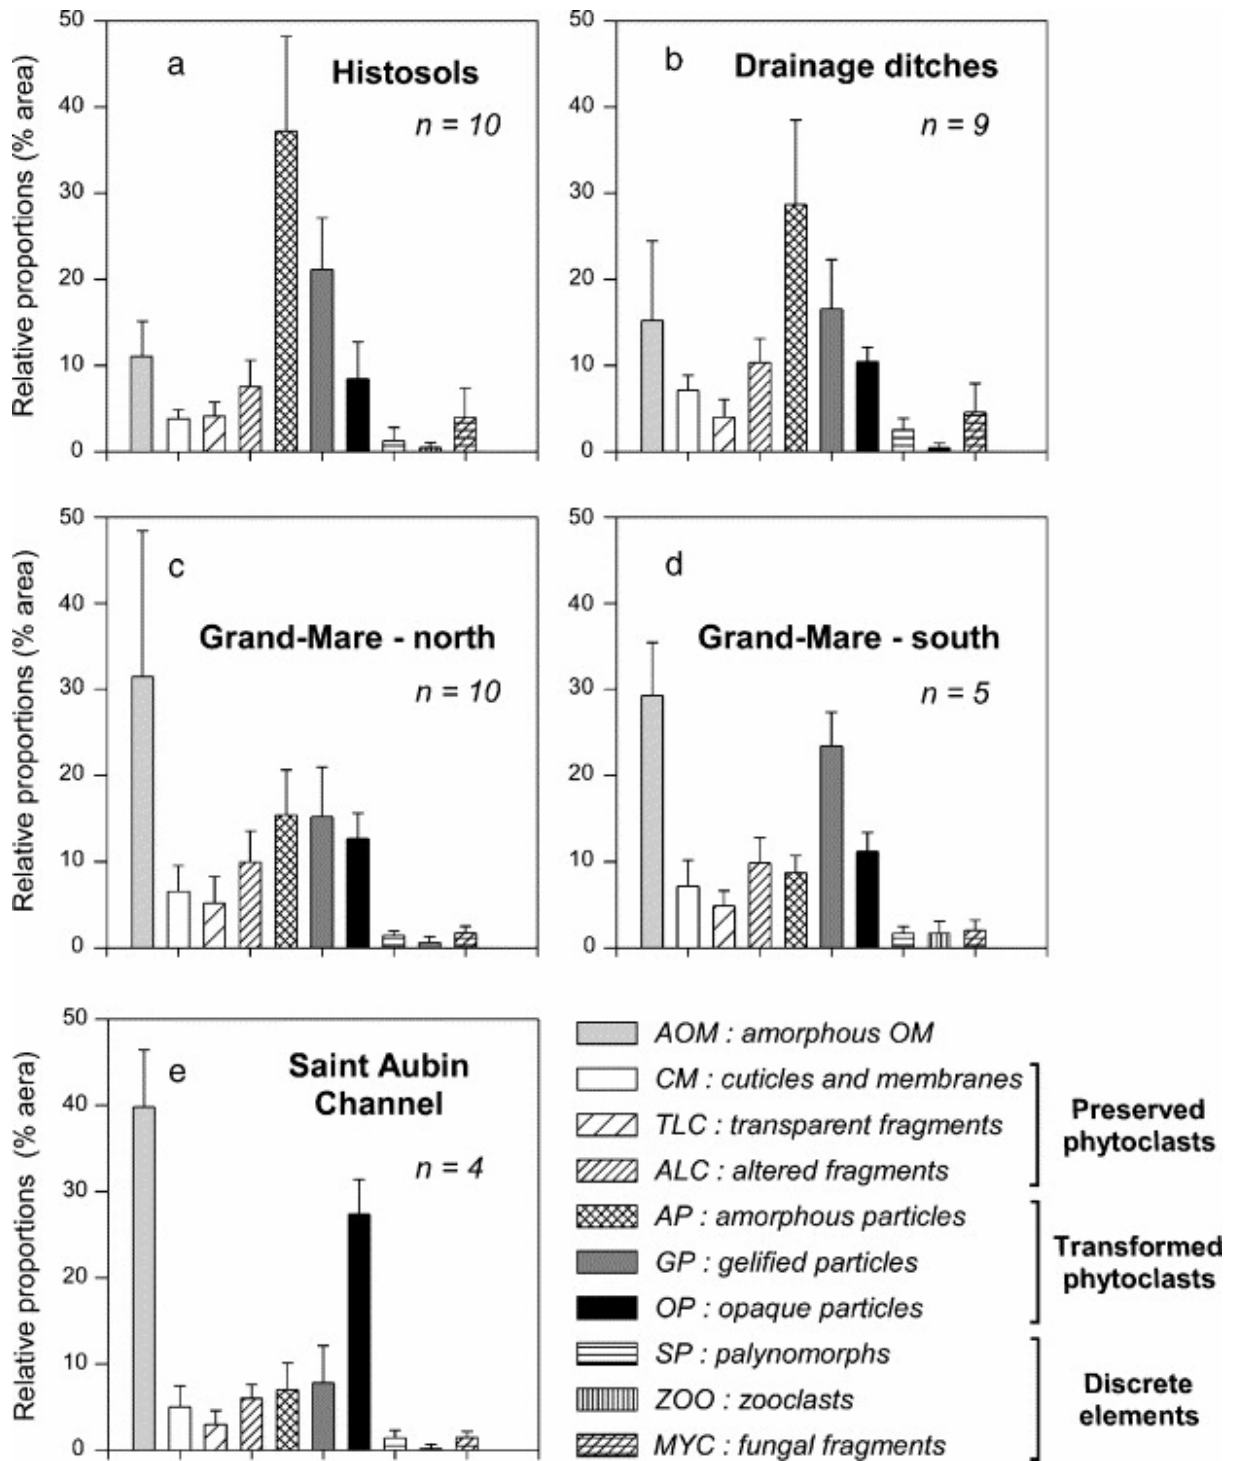 a
Histosols
n = 10
Relative proportions (% area)
50
40
30
20
10
0
b
Drainage ditches
n = 9
50
40
30
20
10
0
c
Grand-Mare - north
n = 10
Relative proportions (% area)
50
40
30
20
10
0
d
Grand-Mare - south
n = 5
50
40
30
20
10
0
e
Saint Aubin
Channel
n = 4
Relative proportions (% aera)
50
40
30
20
10
0
AOM : amorphous OM
CM : cuticles and membranes
TLC : transparent fragments
ALC : altered fragments
Preserved
phytoclasts
AP : amorphous particles
GP : gelified particles
OP : opaque particles
Transformed
phytoclasts
SP : palynomorphs
ZOO : zooclasts
MYC : fungal fragments
Discrete
elements